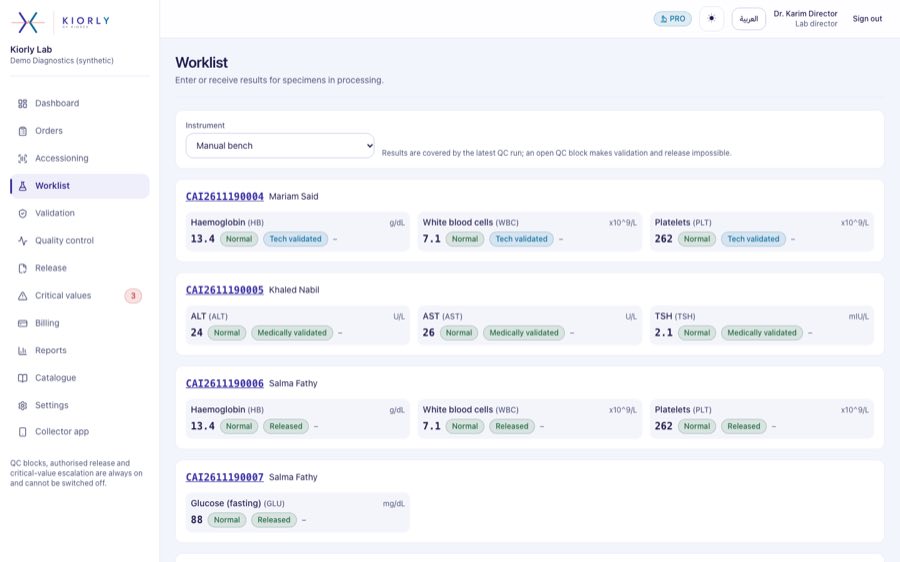 KIORLY
Kiorly Lab
Demo Diagnostics (synthetic)
Dashboard
Orders
Accessioning
Worklist
Validation
Quality control
Release
Critical values 3
Billing
Reports
Catalogue
Settings
Collector app
QC blocks, authorised release and
critical-value escalation are always on
and cannot be switched off.
PRO
العربية
Dr. Karim Director
Lab director
Sign out
Worklist
Enter or receive results for specimens in processing.
Instrument
Manual bench
Results are covered by the latest QC run; an open QC block makes validation and release impossible.
CAI2611190004 Mariam Said
Haemoglobin (HB) g/dL
13.4 Normal Tech validated –
White blood cells (WBC) x10^9/L
7.1 Normal Tech validated –
Platelets (PLT) x10^9/L
262 Normal Tech validated –
CAI2611190005 Khaled Nabil
ALT (ALT) U/L
24 Normal Medically validated –
AST (AST) U/L
26 Normal Medically validated –
TSH (TSH) mIU/L
2.1 Normal Medically validated –
CAI2611190006 Salma Fathy
Haemoglobin (HB) g/dL
13.4 Normal Released –
White blood cells (WBC) x10^9/L
7.1 Normal Released –
Platelets (PLT) x10^9/L
262 Normal Released –
CAI2611190007 Salma Fathy
Glucose (fasting) (GLU) mg/dL
88 Normal Released –